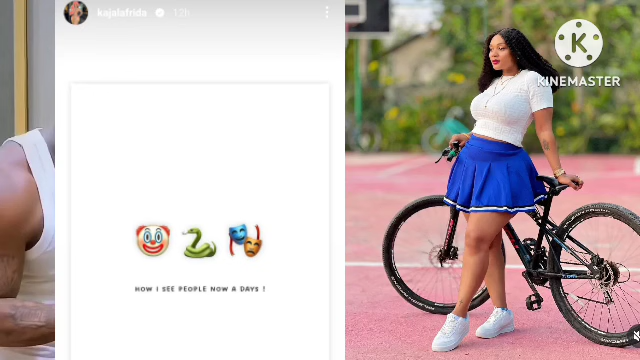 kajalafrida 12h
HOW I SEE PEOPLE NOW A DAYS !
K
KINEMASTER